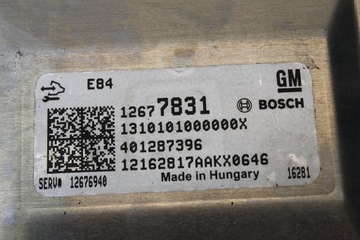 E84
GM
12677831
BOSCH
1310101000000X
401287396
12162817AAKX0646
Made in Hungary
SERV# 12676940
16281